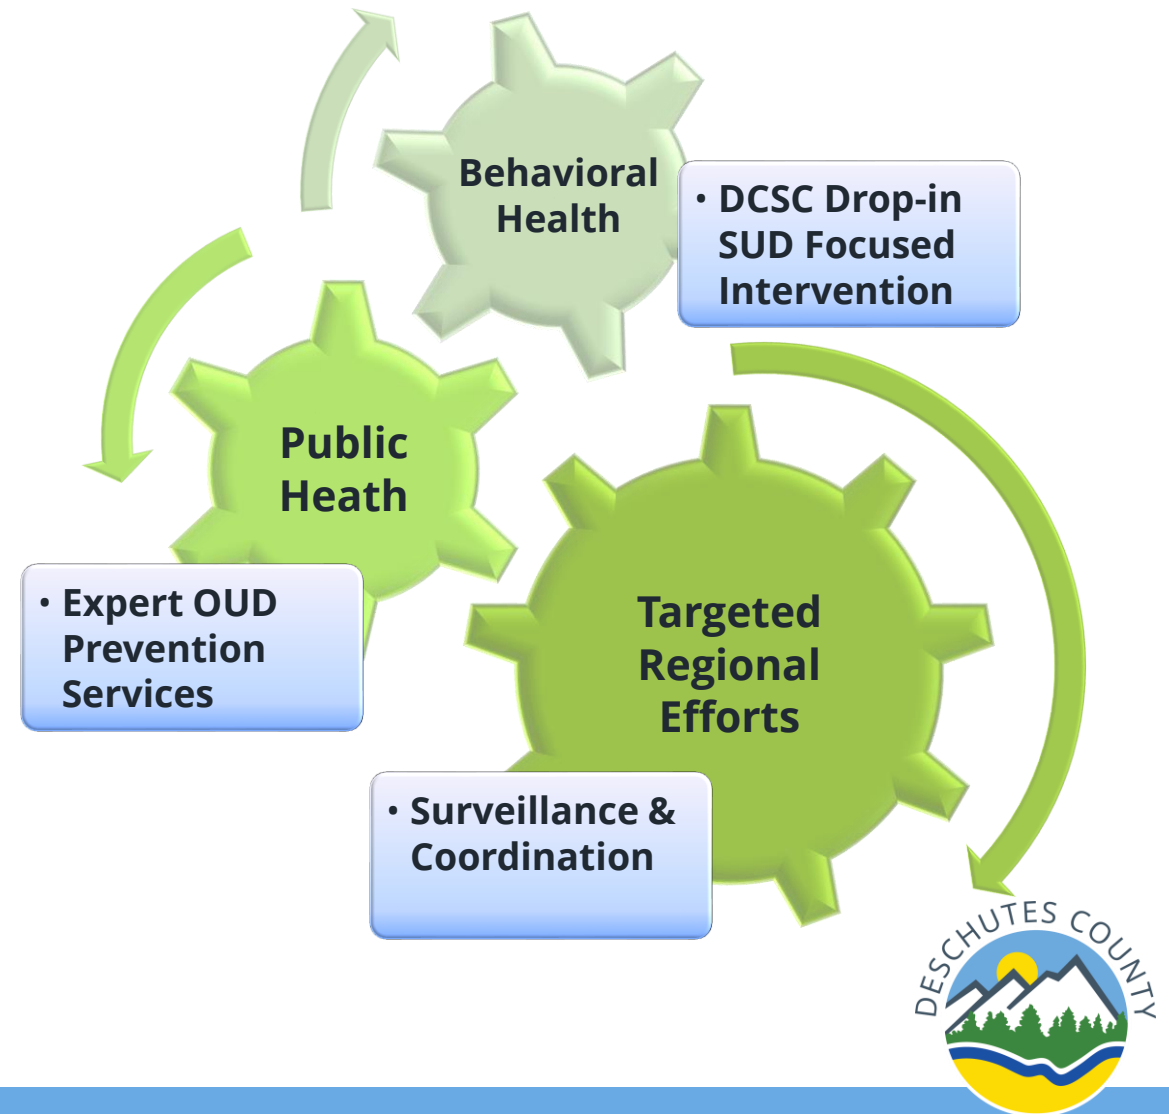 Behavioral
Health
• DCSC Drop-in
SUD Focused
Intervention
Public
Heath
• Expert OUD
Prevention
Services
Targeted
Regional
Efforts
• Surveillance &
Coordination
DESCHUTES COUNTY